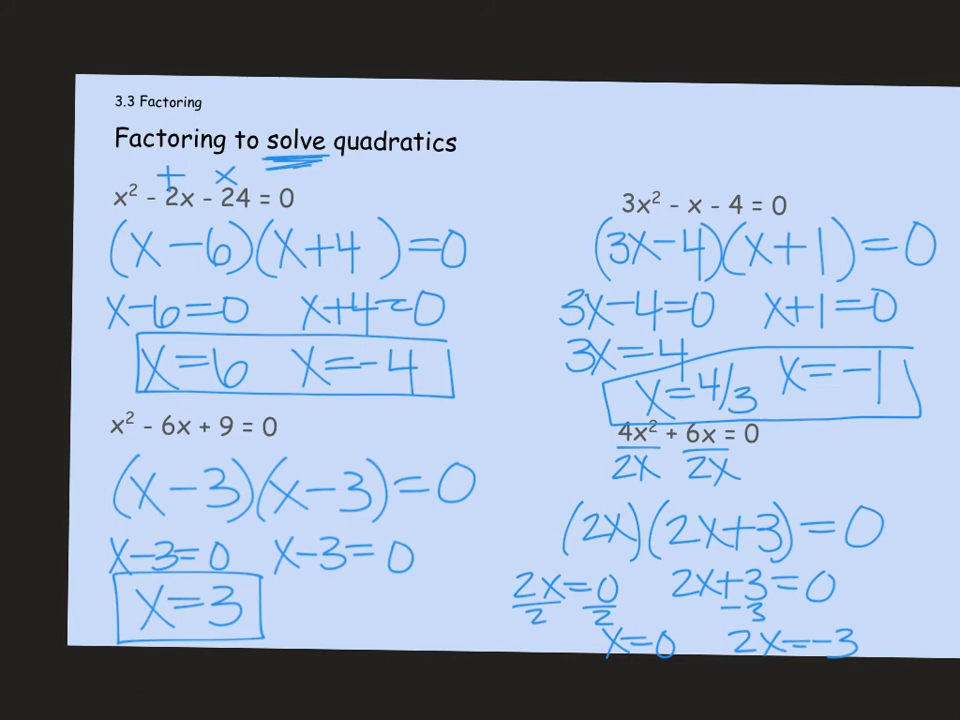 3.3 Factoring
Factoring to solve quadratics
+ ×
x² - 2x - 24 = 0
(x-6)(x+4)=0
x-6=0 x+4=0
x=6 x=-4
x² - 6x + 9 = 0
(x-3)(x-3)=0
x-3=0 x-3=0
x=3
3x² - x - 4 = 0
(3x-4)(x+1)=0
3x-4=0 x+1=0
3x=4
x=4/3 x=-1
4x² + 6x = 0
2x 2x
(2x)(2x+3)=0
2x=0 2x+3=0
2 2 -3
x=0 2x=-3